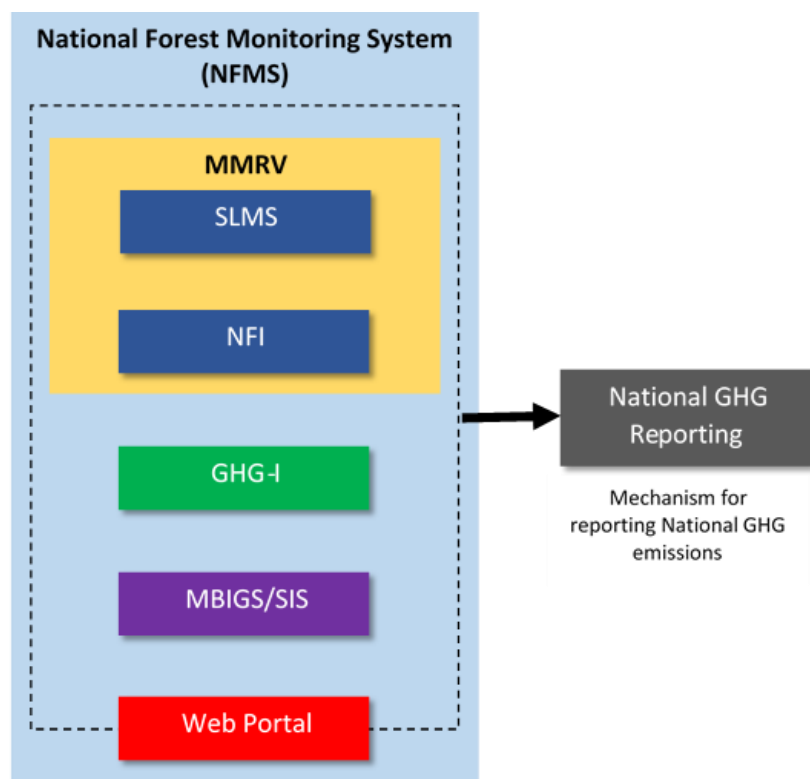 National Forest Monitoring System
(NFMS)
MMRV
SLMS
NFI
GHG-I
MBIGS/SIS
Web Portal
National GHG
Reporting
Mechanism for
reporting National GHG
emissions